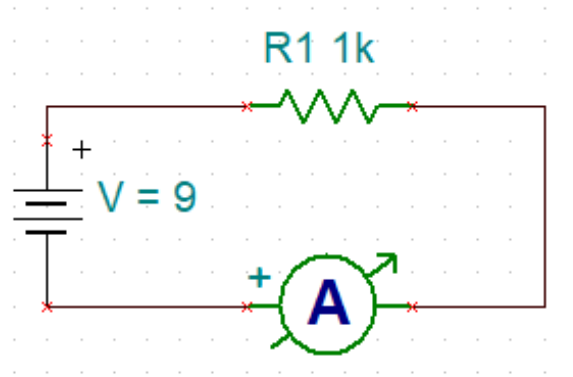 R1 1k
+
V = 9
+
A